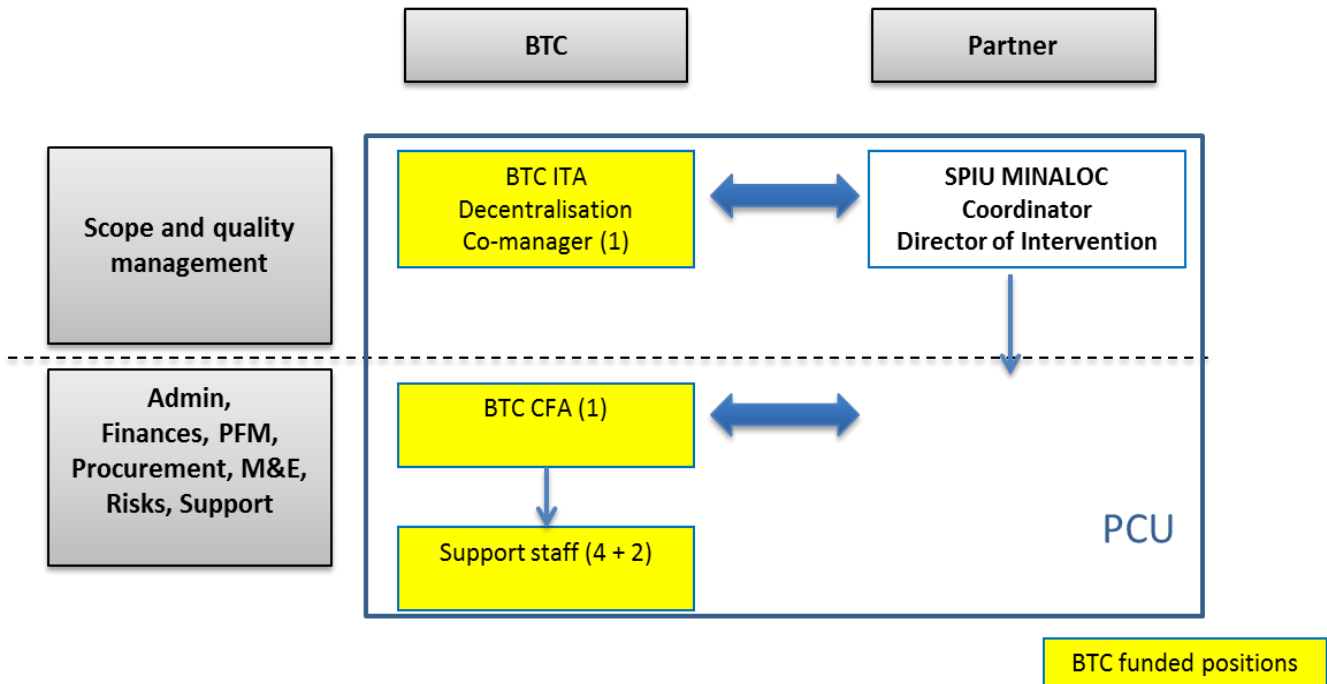 BTC
Partner
Scope and quality
management
BTC ITA
Decentralisation
Co-manager (1)
SPIU MINALOC
Coordinator
Director of Intervention
Admin,
Finances, PFM,
Procurement, M&E,
Risks, Support
BTC CFA (1)
Support staff (4 + 2)
PCU
BTC funded positions